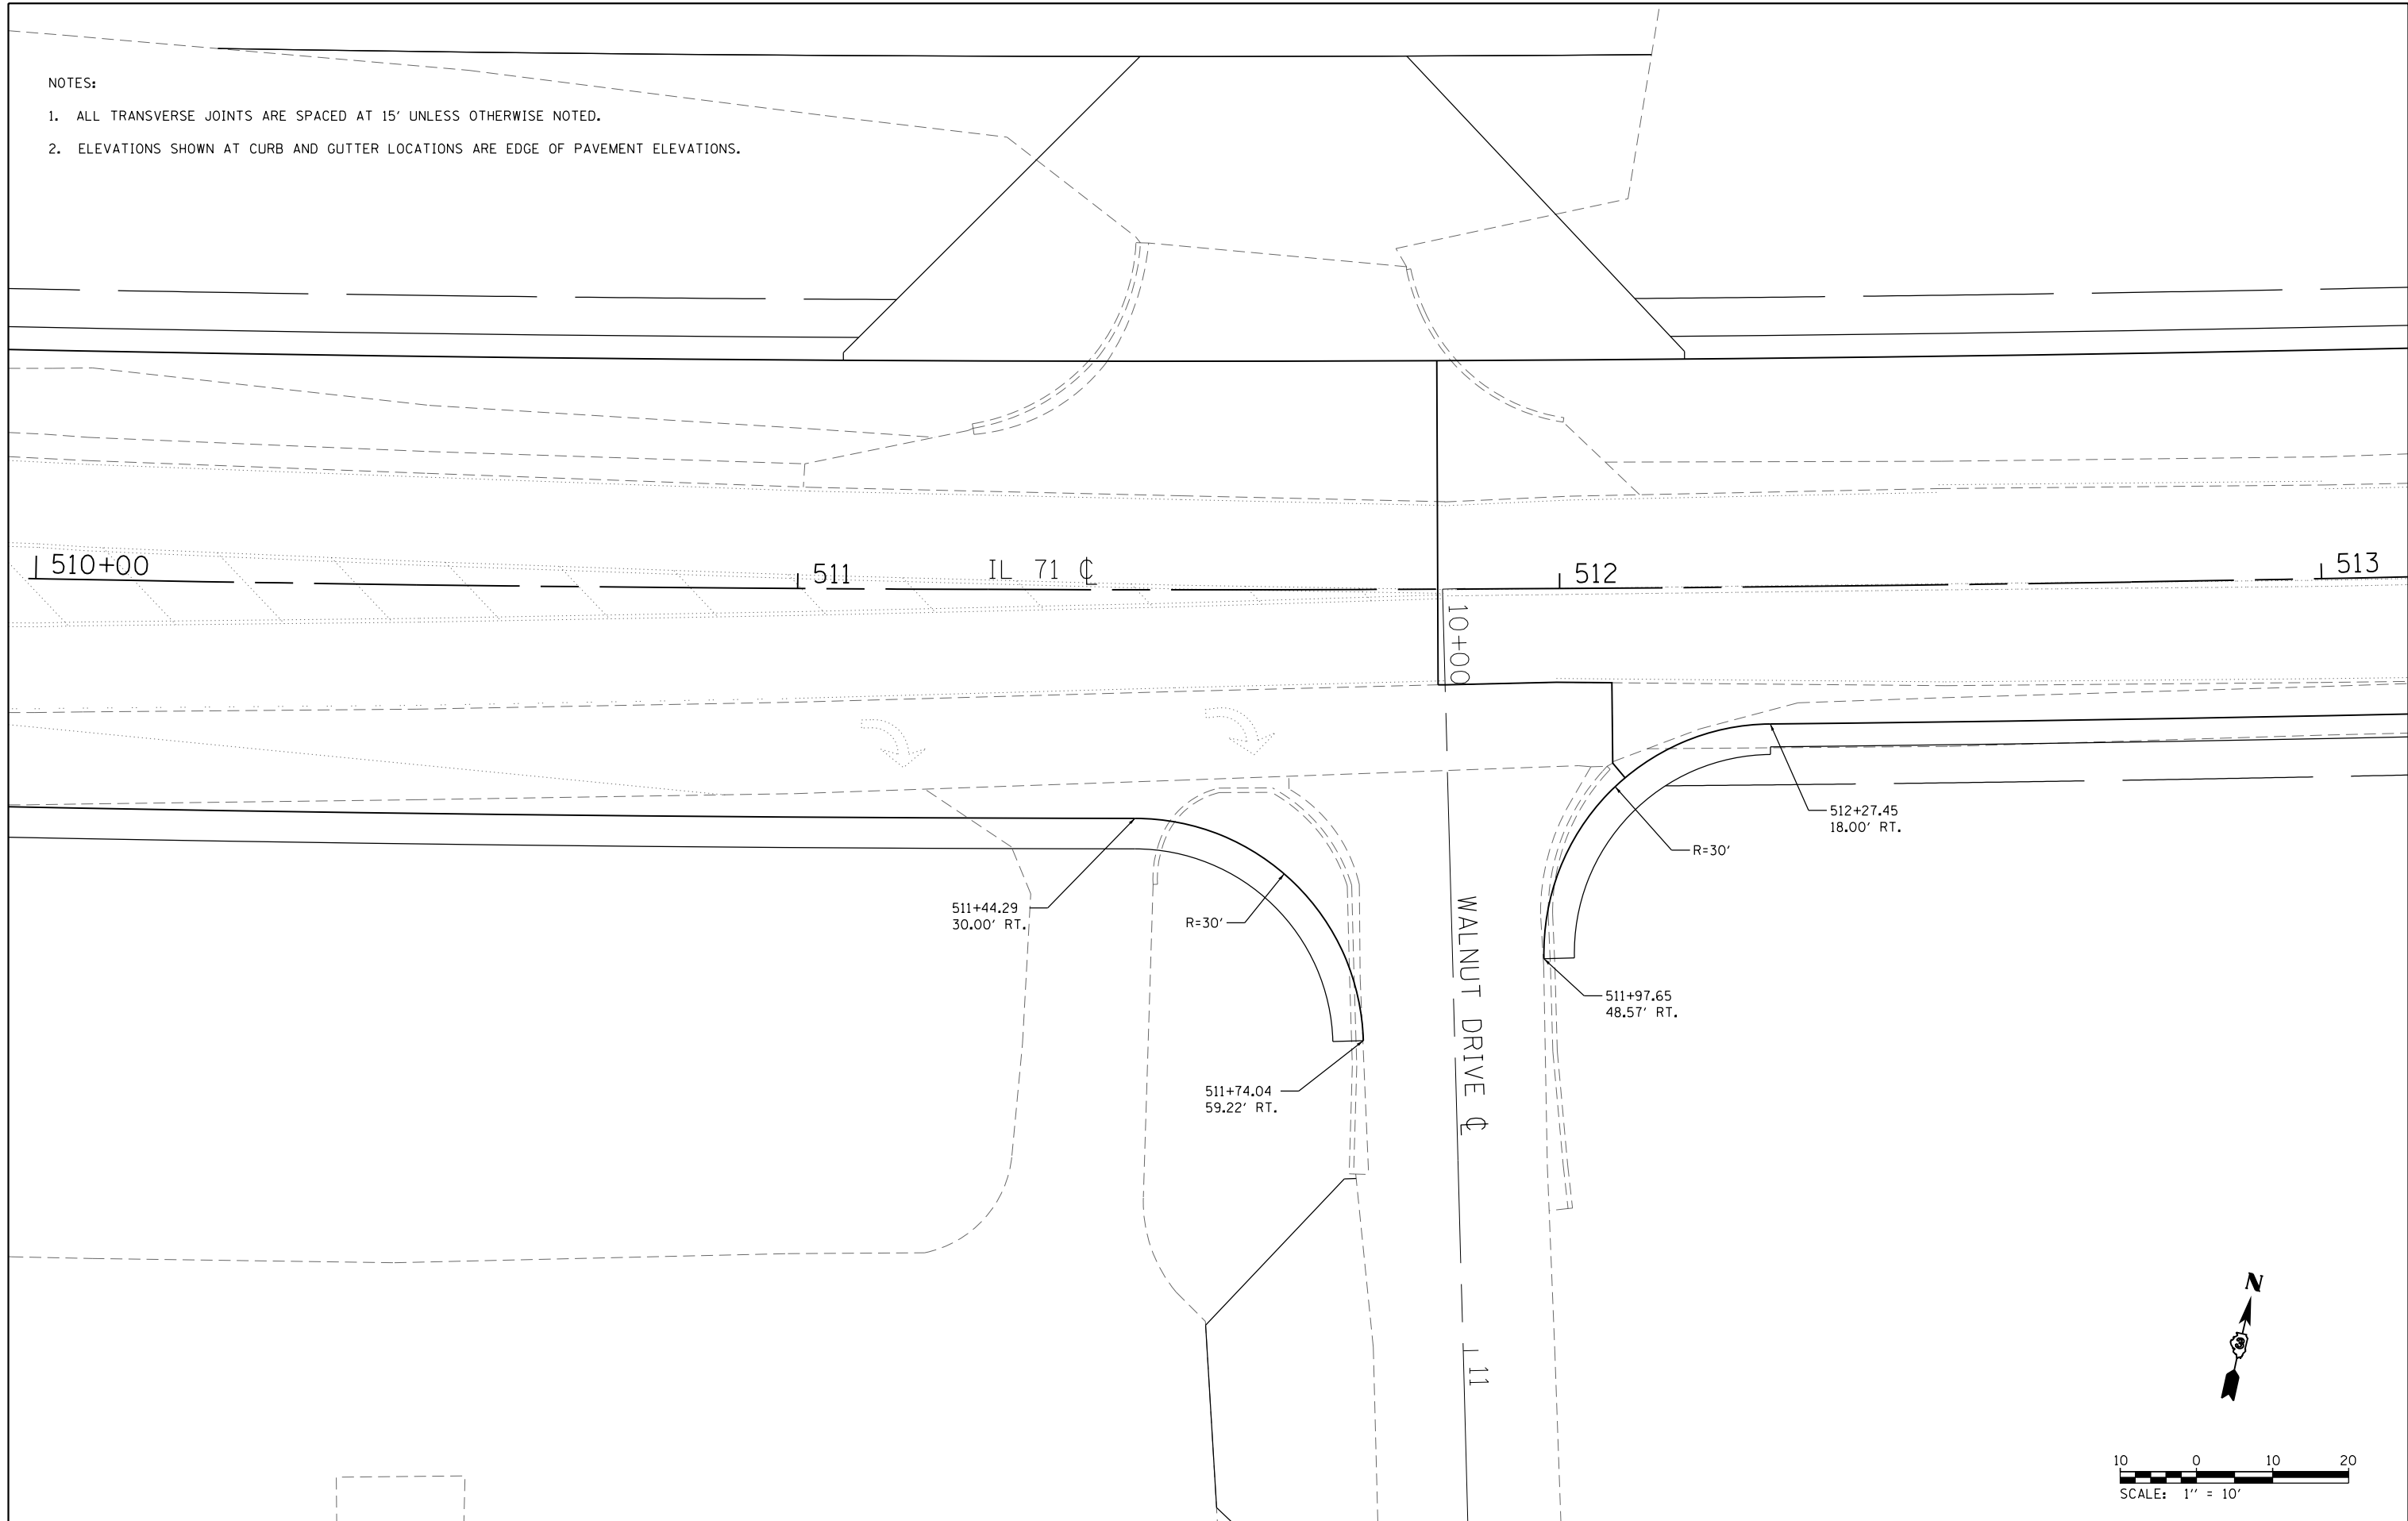 NOTES:
1. ALL TRANSVERSE JOINTS ARE SPACED AT 15' UNLESS OTHERWISE NOTED.
2. ELEVATIONS SHOWN AT CURB AND GUTTER LOCATIONS ARE EDGE OF PAVEMENT ELEVATIONS.
510+00
511
IL 71 ℄
512
513
10+00
512+27.45
18.00' RT.
R=30'
511+44.29
30.00' RT.
R=30'
WALNUT DRIVE ℄
511+97.65
48.57' RT.
511+74.04
59.22' RT.
11
N
3
10 0 10 20
SCALE: 1" = 10'